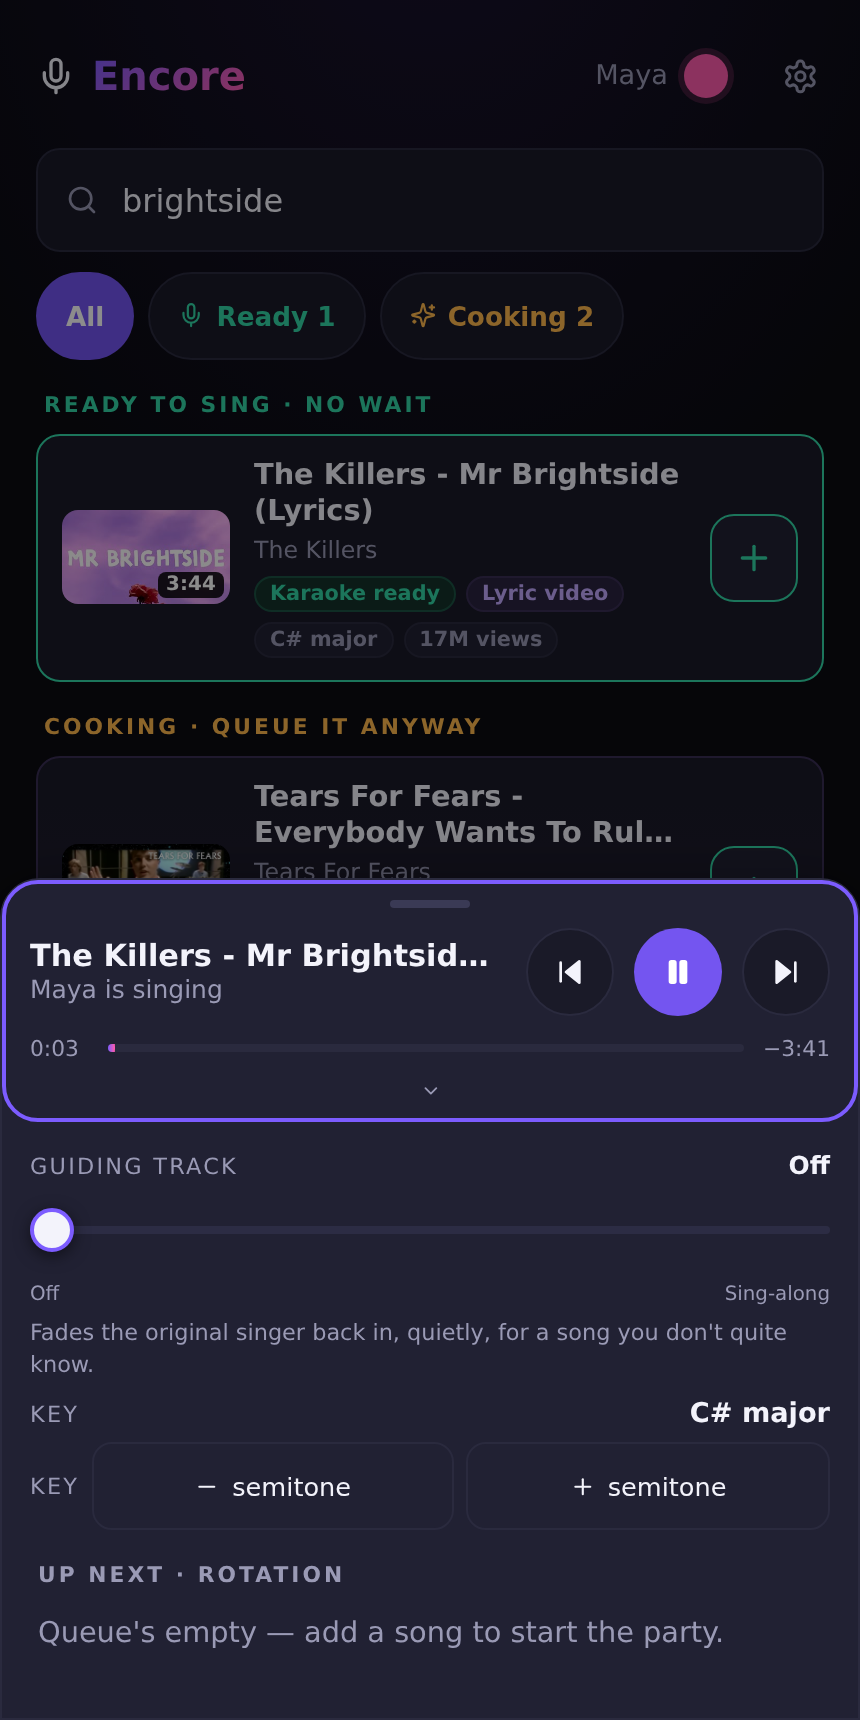 Encore
Maya
brightside
All
Ready 1
Cooking 2
READY TO SING · NO WAIT
The Killers - Mr Brightside
(Lyrics)
The Killers
MR BRIGHTSIDE
3:44
Karaoke ready
Lyric video
C# major
17M views
COOKING · QUEUE IT ANYWAY
Tears For Fears -
Everybody Wants To Rul...
TEARS FOR FEARS
Tears For Fears
The Killers - Mr Brightsid...
Maya is singing
0:03
−3:41
GUIDING TRACK
Off
Off
Sing-along
Fades the original singer back in, quietly, for a song you don't quite
know.
KEY
C# major
KEY
− semitone
+ semitone
UP NEXT · ROTATION
Queue's empty — add a song to start the party.